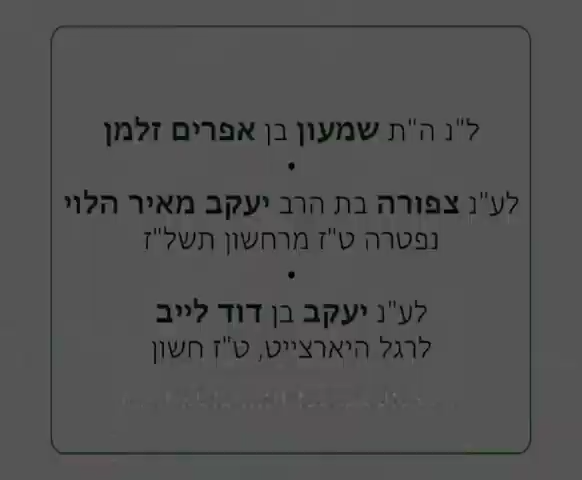 ל"נ ה"ת שמעון בן אפרים זלמן
•
לע"נ צפורה בת הרב יעקב מאיר הלוי
נפטרה ט"ז מרחשון תשל"ז
•
לע"נ יעקב בן דוד לייב
לרגל היארצייט, ט"ז חשון